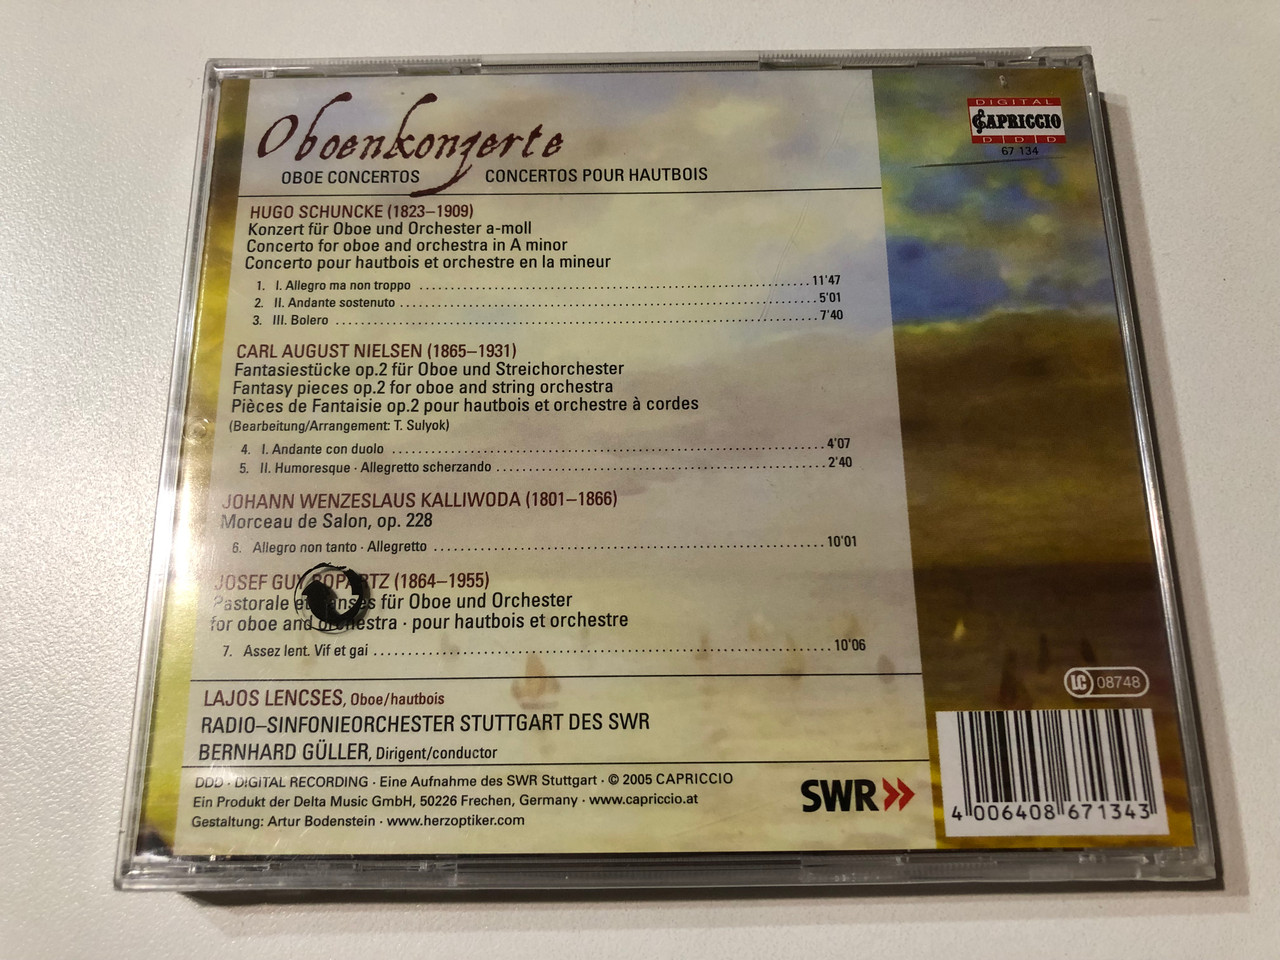 Oboenkonzerte
OBOE CONCERTOS CONCERTOS POUR HAUTBOIS
DIGITAL
CAPRICCIO
D|D|D
67 134
HUGO SCHUNCKE (1823–1909)
Konzert für Oboe und Orchester a-moll
Concerto for oboe and orchestra in A minor
Concerto pour hautbois et orchestre en la mineur
1. I. Allegro ma non troppo 11'47
2. II. Andante sostenuto 5'01
3. III. Bolero 7'40
CARL AUGUST NIELSEN (1865–1931)
Fantasiestücke op.2 für Oboe und Streichorchester
Fantasy pieces op.2 for oboe and string orchestra
Pièces de Fantaisie op.2 pour hautbois et orchestre à cordes
(Bearbeitung/Arrangement: T. Sulyok)
4. I. Andante con duolo 4'07
5. II. Humoresque · Allegretto scherzando 2'40
JOHANN WENZESLAUS KALLIWODA (1801–1866)
Morceau de Salon, op. 228
6. Allegro non tanto · Allegretto 10'01
JOSEF GUY ROPARTZ (1864–1955)
Pastorale et danses für Oboe und Orchester
for oboe and orchestra · pour hautbois et orchestre
7. Assez lent. Vif et gai 10'06
LAJOS LENCSES, Oboe/hautbois
RADIO–SINFONIEORCHESTER STUTTGART DES SWR
BERNHARD GÜLLER, Dirigent/conductor
DDD · DIGITAL RECORDING · Eine Aufnahme des SWR Stuttgart · © 2005 CAPRICCIO
Ein Produkt der Delta Music GmbH, 50226 Frechen, Germany · www.capriccio.at
Gestaltung: Artur Bodenstein · www.herzoptiker.com
SWR
LC 08748
4 006408 671343